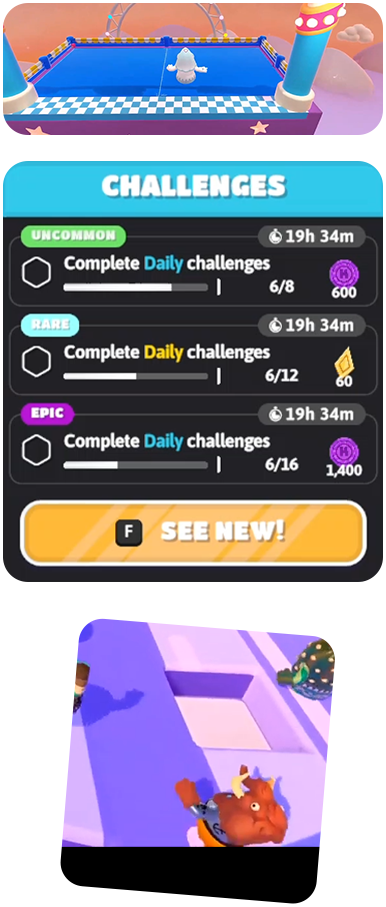 CHALLENGES
UNCOMMON
19h 34m
Complete Daily challenges
6/8
600
RARE
19h 34m
Complete Daily challenges
6/12
60
EPIC
19h 34m
Complete Daily challenges
6/16
1,400
F SEE NEW!